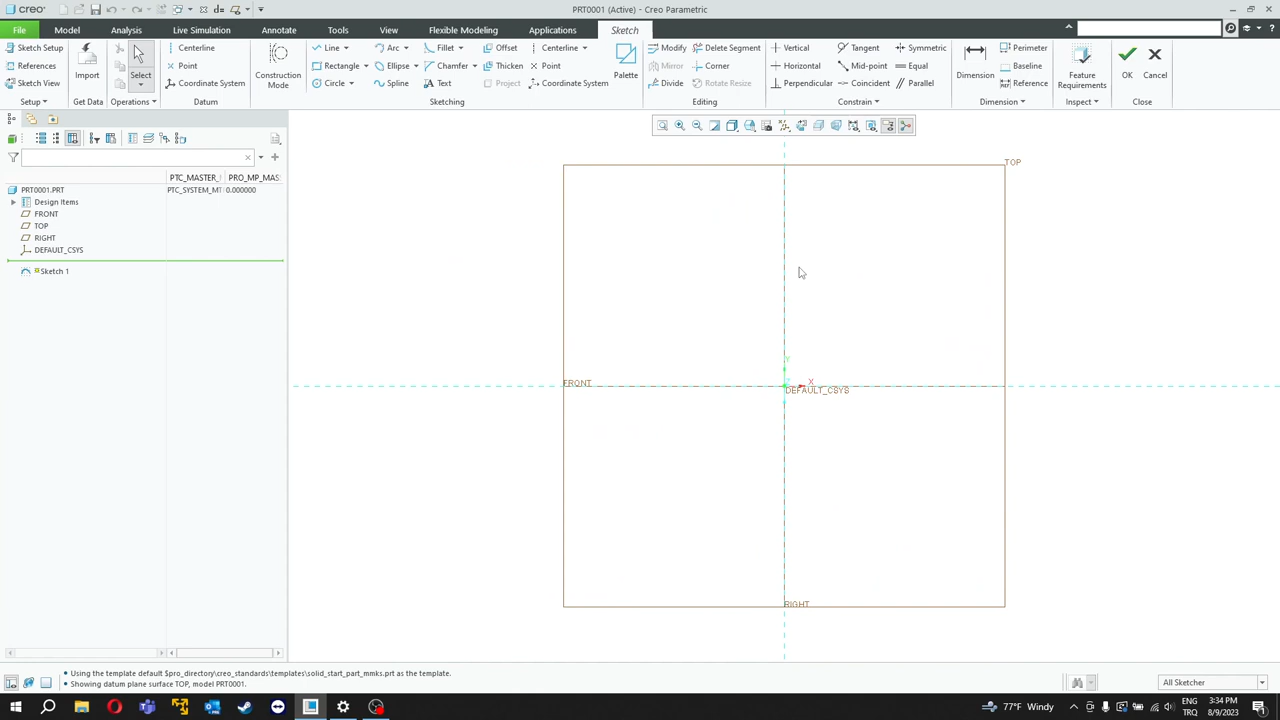 creo PRT0001 (Active) - Creo Parametric
File Model Analysis Live Simulation Annotate Tools View Flexible Modeling Applications Sketch
Sketch Setup Centerline Line Arc Fillet Offset Centerline Modify Delete Segment Vertical Tangent Symmetric Perimeter
References Point Rectangle Ellipse Chamfer Thicken Point Mirror Corner Horizontal Mid-point Equal Baseline
Sketch View Import Select Coordinate System Construction Mode Circle Spline Text Project Coordinate System Palette Divide Rotate Resize Perpendicular Coincident Parallel Dimension Reference Feature Requirements OK Cancel
Setup Get Data Operations Datum Sketching Editing Constrain Dimension Inspect Close
TOP
PTC_MASTER_ PRO_MP_MAS
PRT0001.PRT PTC_SYSTEM_MT 0.000000
Design Items
FRONT
TOP
RIGHT
DEFAULT_CSYS
Sketch 1
Y
FRONT X
DEFAULT_CSYS
RIGHT
• Using the template default $pro_directory\creo_standards\templates\solid_start_part_mmks.prt as the template.
• Showing datum plane surface TOP, model PRT0001.
All Sketcher
77°F Windy ENG 3:34 PM
TRQ 8/9/2023